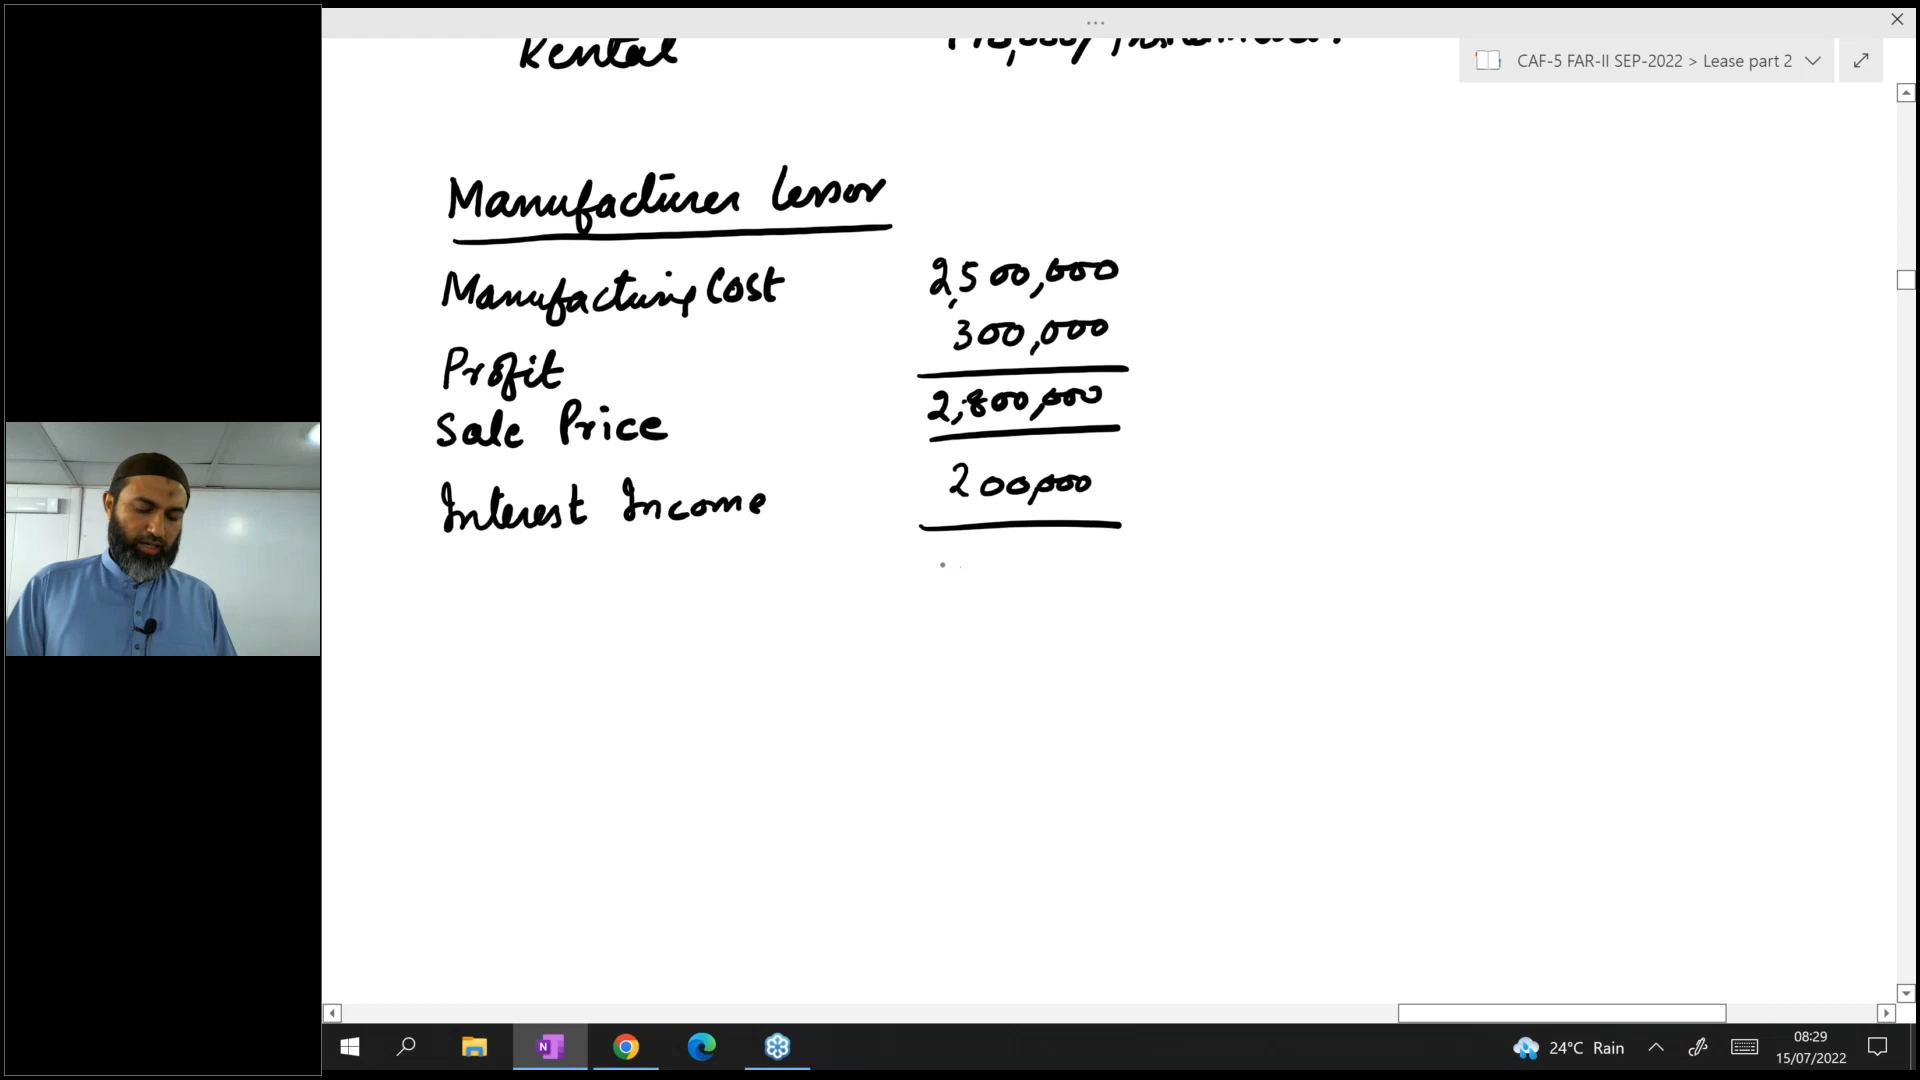 Rental
CAF-5 FAR-II SEP-2022 > Lease part 2
Manufacturer Lessor
Manufacturing Cost 2,500,000
Profit 300,000
Sale Price 2,800,000
Interest Income 200,000
24°C Rain
08:29
15/07/2022